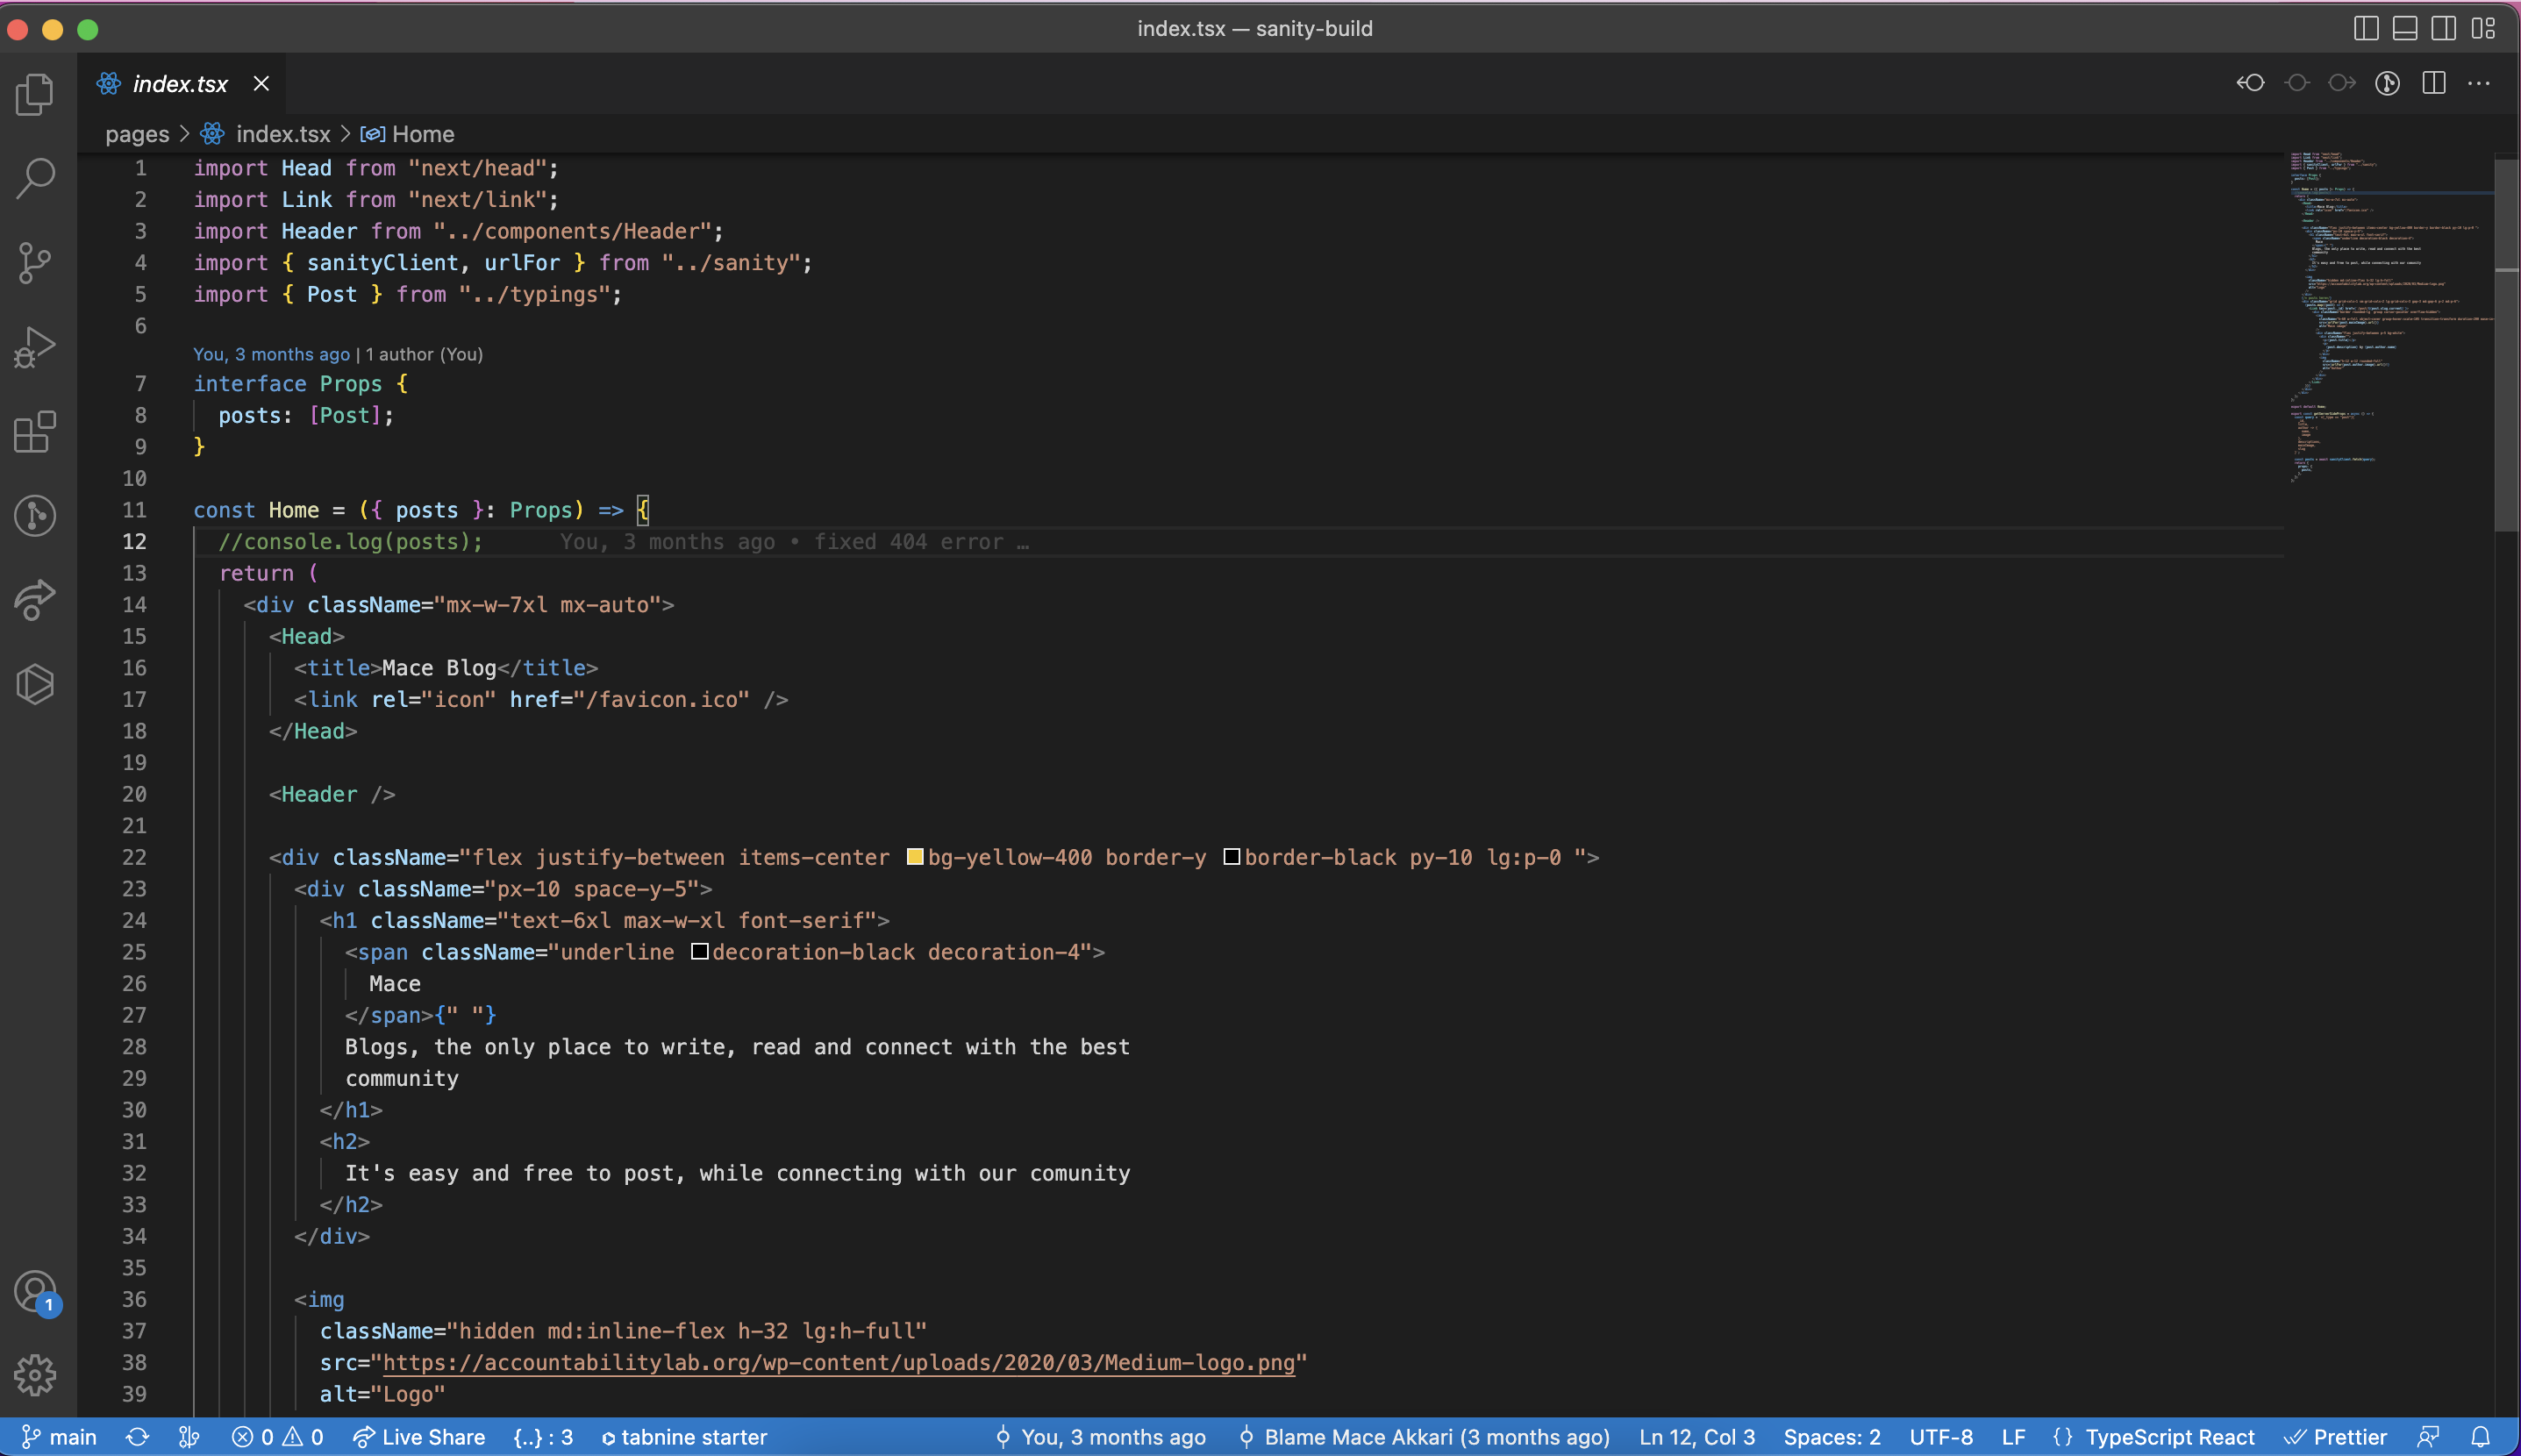 index.tsx — sanity-build
index.tsx
pages > index.tsx > Home
1 import Head from "next/head";
2 import Link from "next/link";
3 import Header from "../components/Header";
4 import { sanityClient, urlFor } from "../sanity";
5 import { Post } from "../typings";
6
You, 3 months ago | 1 author (You)
7 interface Props {
8 posts: [Post];
9 }
10
11 const Home = ({ posts }: Props) => {
12 //console.log(posts); You, 3 months ago • fixed 404 error …
13 return (
14 <div className="mx-w-7xl mx-auto">
15 <Head>
16 <title>Mace Blog</title>
17 <link rel="icon" href="/favicon.ico" />
18 </Head>
19
20 <Header />
21
22 <div className="flex justify-between items-center bg-yellow-400 border-y border-black py-10 lg:p-0 ">
23 <div className="px-10 space-y-5">
24 <h1 className="text-6xl max-w-xl font-serif">
25 <span className="underline decoration-black decoration-4">
26 Mace
27 </span>{" "}
28 Blogs, the only place to write, read and connect with the best
29 community
30 </h1>
31 <h2>
32 It's easy and free to post, while connecting with our comunity
33 </h2>
34 </div>
35
36 <img
37 className="hidden md:inline-flex h-32 lg:h-full"
38 src="https://accountabilitylab.org/wp-content/uploads/2020/03/Medium-logo.png"
39 alt="Logo"
1
main 0 0 Live Share {..} : 3 tabnine starter You, 3 months ago Blame Mace Akkari (3 months ago) Ln 12, Col 3 Spaces: 2 UTF-8 LF {} TypeScript React Prettier